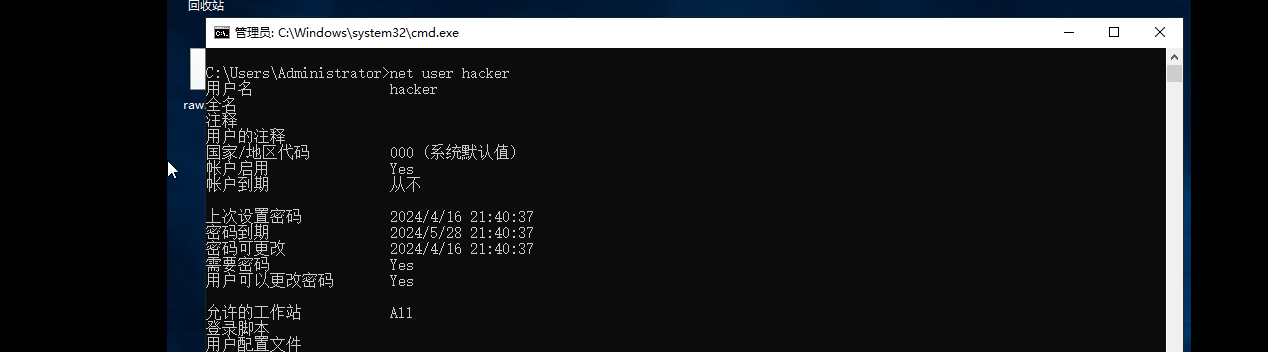 回收站
管理员: C:\Windows\system32\cmd.exe
C:\Users\Administrator>net user hacker
raw
用户名 hacker
全名
注释
用户的注释
国家/地区代码 000 (系统默认值)
帐户启用 Yes
帐户到期 从不
上次设置密码 2024/4/16 21:40:37
密码到期 2024/5/28 21:40:37
密码可更改 2024/4/16 21:40:37
需要密码 Yes
用户可以更改密码 Yes
允许的工作站 All
登录脚本
用户配置文件